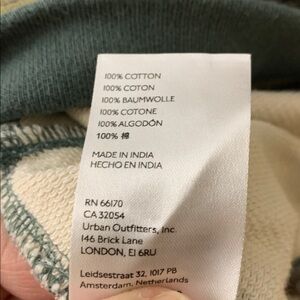 100% COTTON
100% COTON
100% BAUMWOLLE
100% COTONE
100% ALGODÓN
100% 棉
MADE IN INDIA
HECHO EN INDIA
RN 66170
CA 32054
Urban Outfitters, Inc.
146 Brick Lane
LONDON, E1 6RU
Leidsestraat 32, 1017 PB
Amsterdam, Netherlands